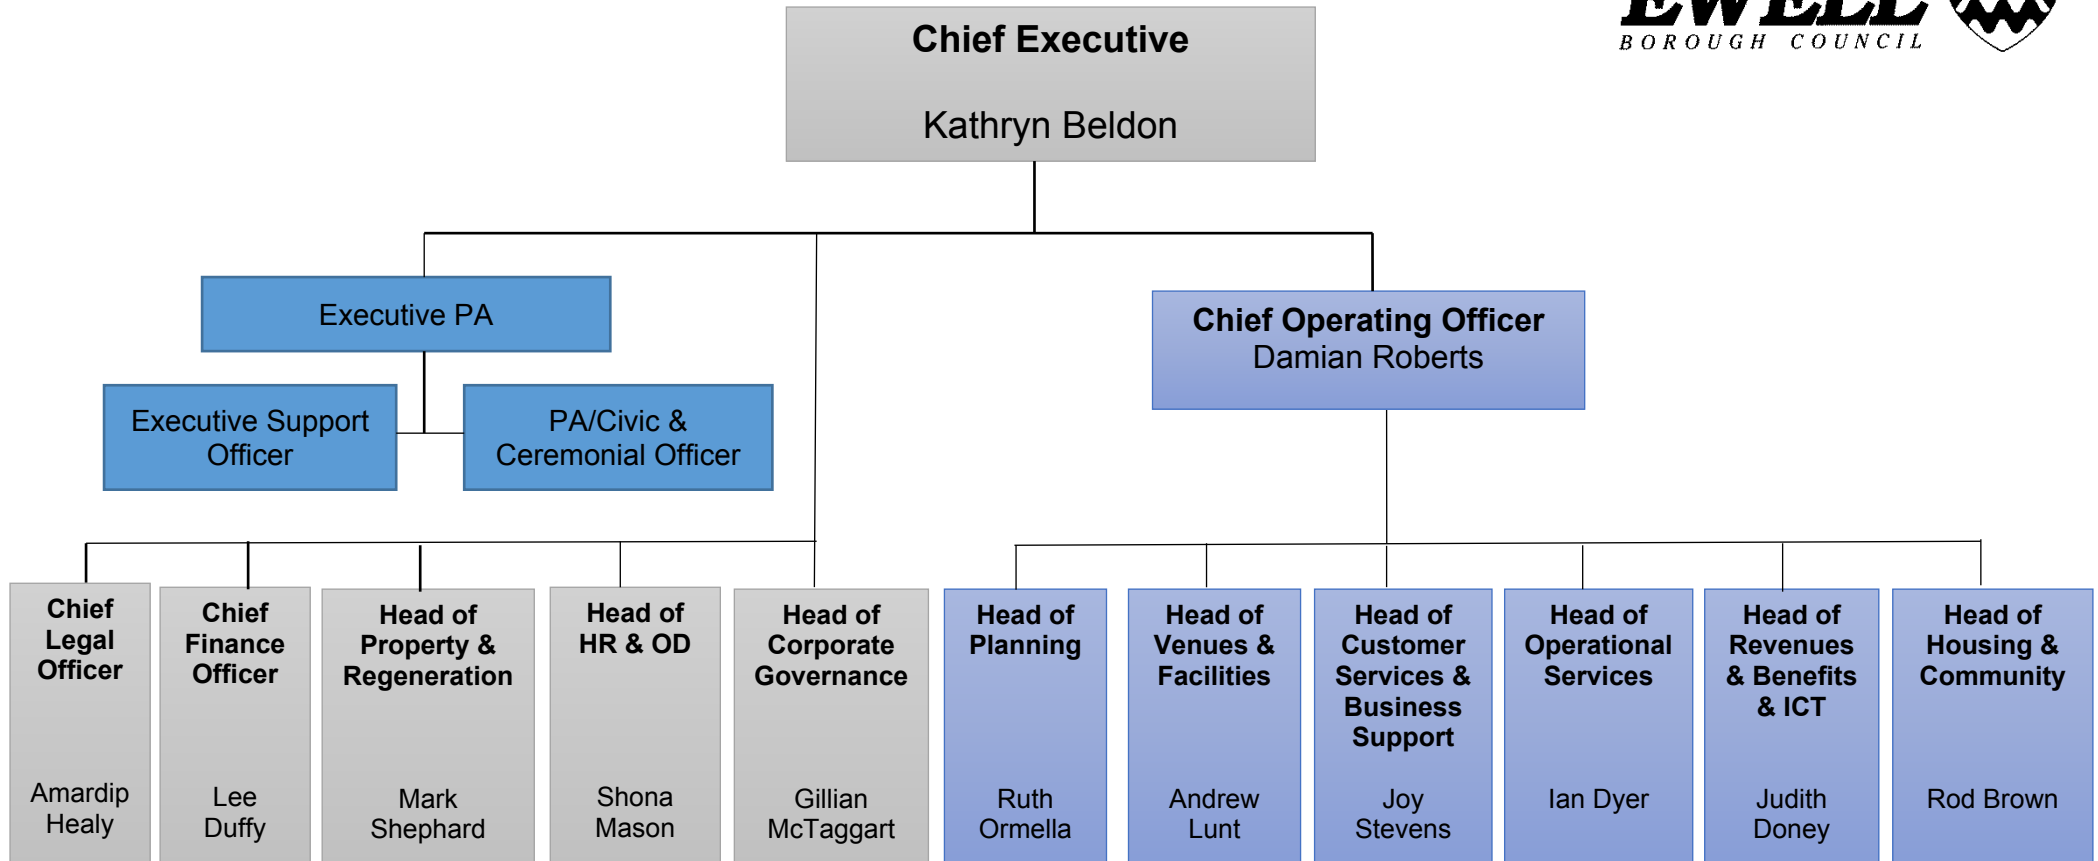 EWELL
BOROUGH COUNCIL
Chief Executive
Kathryn Beldon
Executive PA
Chief Operating Officer
Damian Roberts
Executive Support
Officer
PA/Civic &
Ceremonial Officer
Chief
Legal
Officer
Amardip
Healy
Chief
Finance
Officer
Lee
Duffy
Head of
Property &
Regeneration
Mark
Shephard
Head of
HR & OD
Shona
Mason
Head of
Corporate
Governance
Gillian
McTaggart
Head of
Planning
Ruth
Ormella
Head of
Venues &
Facilities
Andrew
Lunt
Head of
Customer
Services &
Business
Support
Joy
Stevens
Head of
Operational
Services
Ian Dyer
Head of
Revenues
& Benefits
& ICT
Judith
Doney
Head of
Housing &
Community
Rod Brown